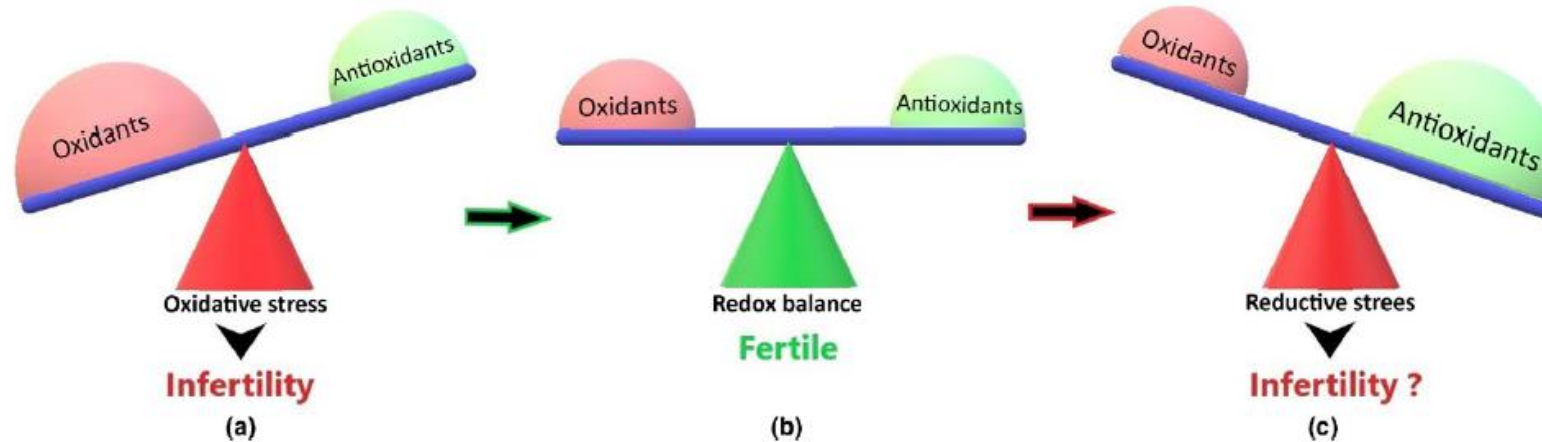 Oxidants
Antioxidants
Oxidative stress
Infertility
(a)
Oxidants
Antioxidants
Redox balance
Fertile
(b)
Oxidants
Antioxidants
Reductive strees
Infertility ?
(c)